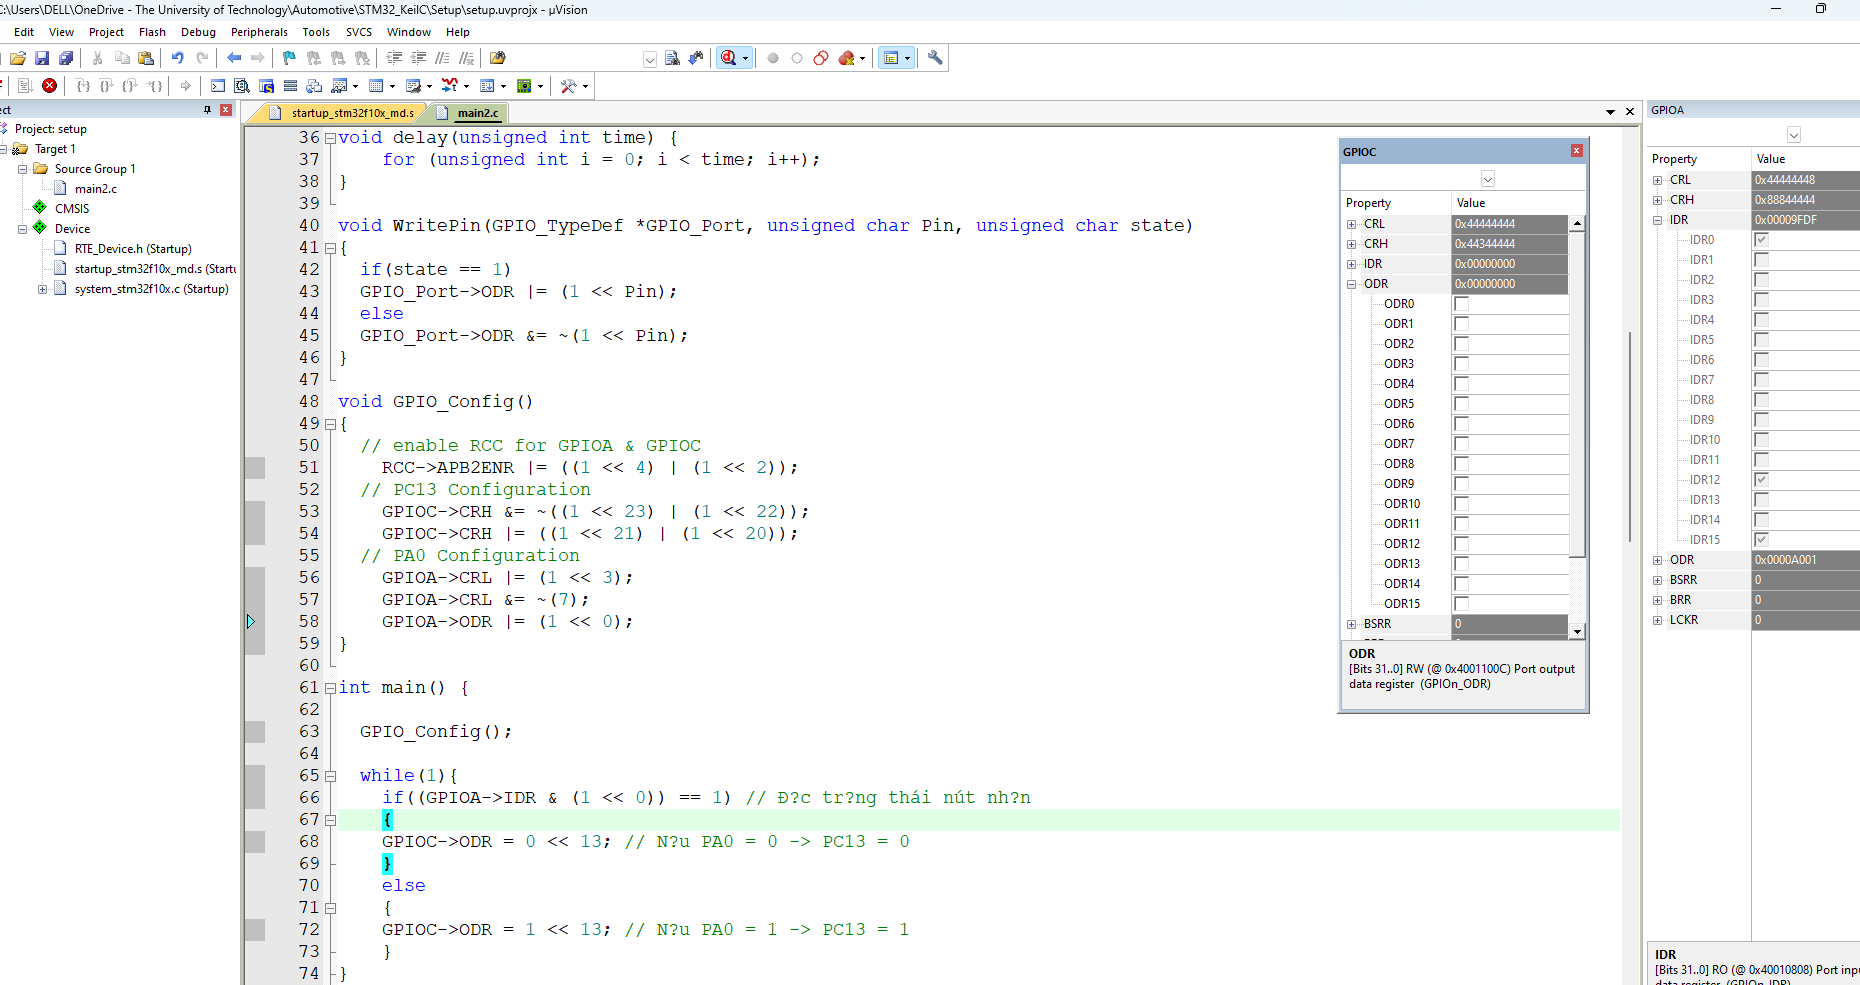 C:\Users\DELL\OneDrive - The University of Technology\Automotive\STM32_KeilC\Setup\setup.uvprojx - µVision
Edit View Project Flash Debug Peripherals Tools SVCS Window Help
Project: setup
Target 1
Source Group 1
main2.c
CMSIS
Device
RTE_Device.h (Startup)
startup_stm32f10x_md.s (Startu
system_stm32f10x.c (Startup)
startup_stm32f10x_md.s main2.c
36 void delay(unsigned int time) {
37 for (unsigned int i = 0; i < time; i++);
38 }
39
40 void WritePin(GPIO_TypeDef *GPIO_Port, unsigned char Pin, unsigned char state)
41 {
42 if(state == 1)
43 GPIO_Port->ODR |= (1 << Pin);
44 else
45 GPIO_Port->ODR &= ~(1 << Pin);
46 }
47
48 void GPIO_Config()
49 {
50 // enable RCC for GPIOA & GPIOC
51 RCC->APB2ENR |= ((1 << 4) | (1 << 2));
52 // PC13 Configuration
53 GPIOC->CRH &= ~((1 << 23) | (1 << 22));
54 GPIOC->CRH |= ((1 << 21) | (1 << 20));
55 // PA0 Configuration
56 GPIOA->CRL |= (1 << 3);
57 GPIOA->CRL &= ~(7);
58 GPIOA->ODR |= (1 << 0);
59 }
60
61 int main() {
62
63 GPIO_Config();
64
65 while(1){
66 if((GPIOA->IDR & (1 << 0)) == 1) // Đ?c tr?ng thái nút nh?n
67 {
68 GPIOC->ODR = 0 << 13; // N?u PA0 = 0 -> PC13 = 0
69 }
70 else
71 {
72 GPIOC->ODR = 1 << 13; // N?u PA0 = 1 -> PC13 = 1
73 }
74 }
GPIOC
Property Value
CRL 0x44444444
CRH 0x44344444
IDR 0x00000000
ODR 0x00000000
ODR0
ODR1
ODR2
ODR3
ODR4
ODR5
ODR6
ODR7
ODR8
ODR9
ODR10
ODR11
ODR12
ODR13
ODR14
ODR15
BSRR 0
ODR
[Bits 31..0] RW (@ 0x4001100C) Port output
data register (GPIOn_ODR)
GPIOA
Property Value
CRL 0x44444448
CRH 0x88844444
IDR 0x00009FDF
IDR0
IDR1
IDR2
IDR3
IDR4
IDR5
IDR6
IDR7
IDR8
IDR9
IDR10
IDR11
IDR12
IDR13
IDR14
IDR15
ODR 0x0000A001
BSRR 0
BRR 0
LCKR 0
IDR
[Bits 31..0] RO (@ 0x40010808) Port inpu
data register (GPIOn_IDR)